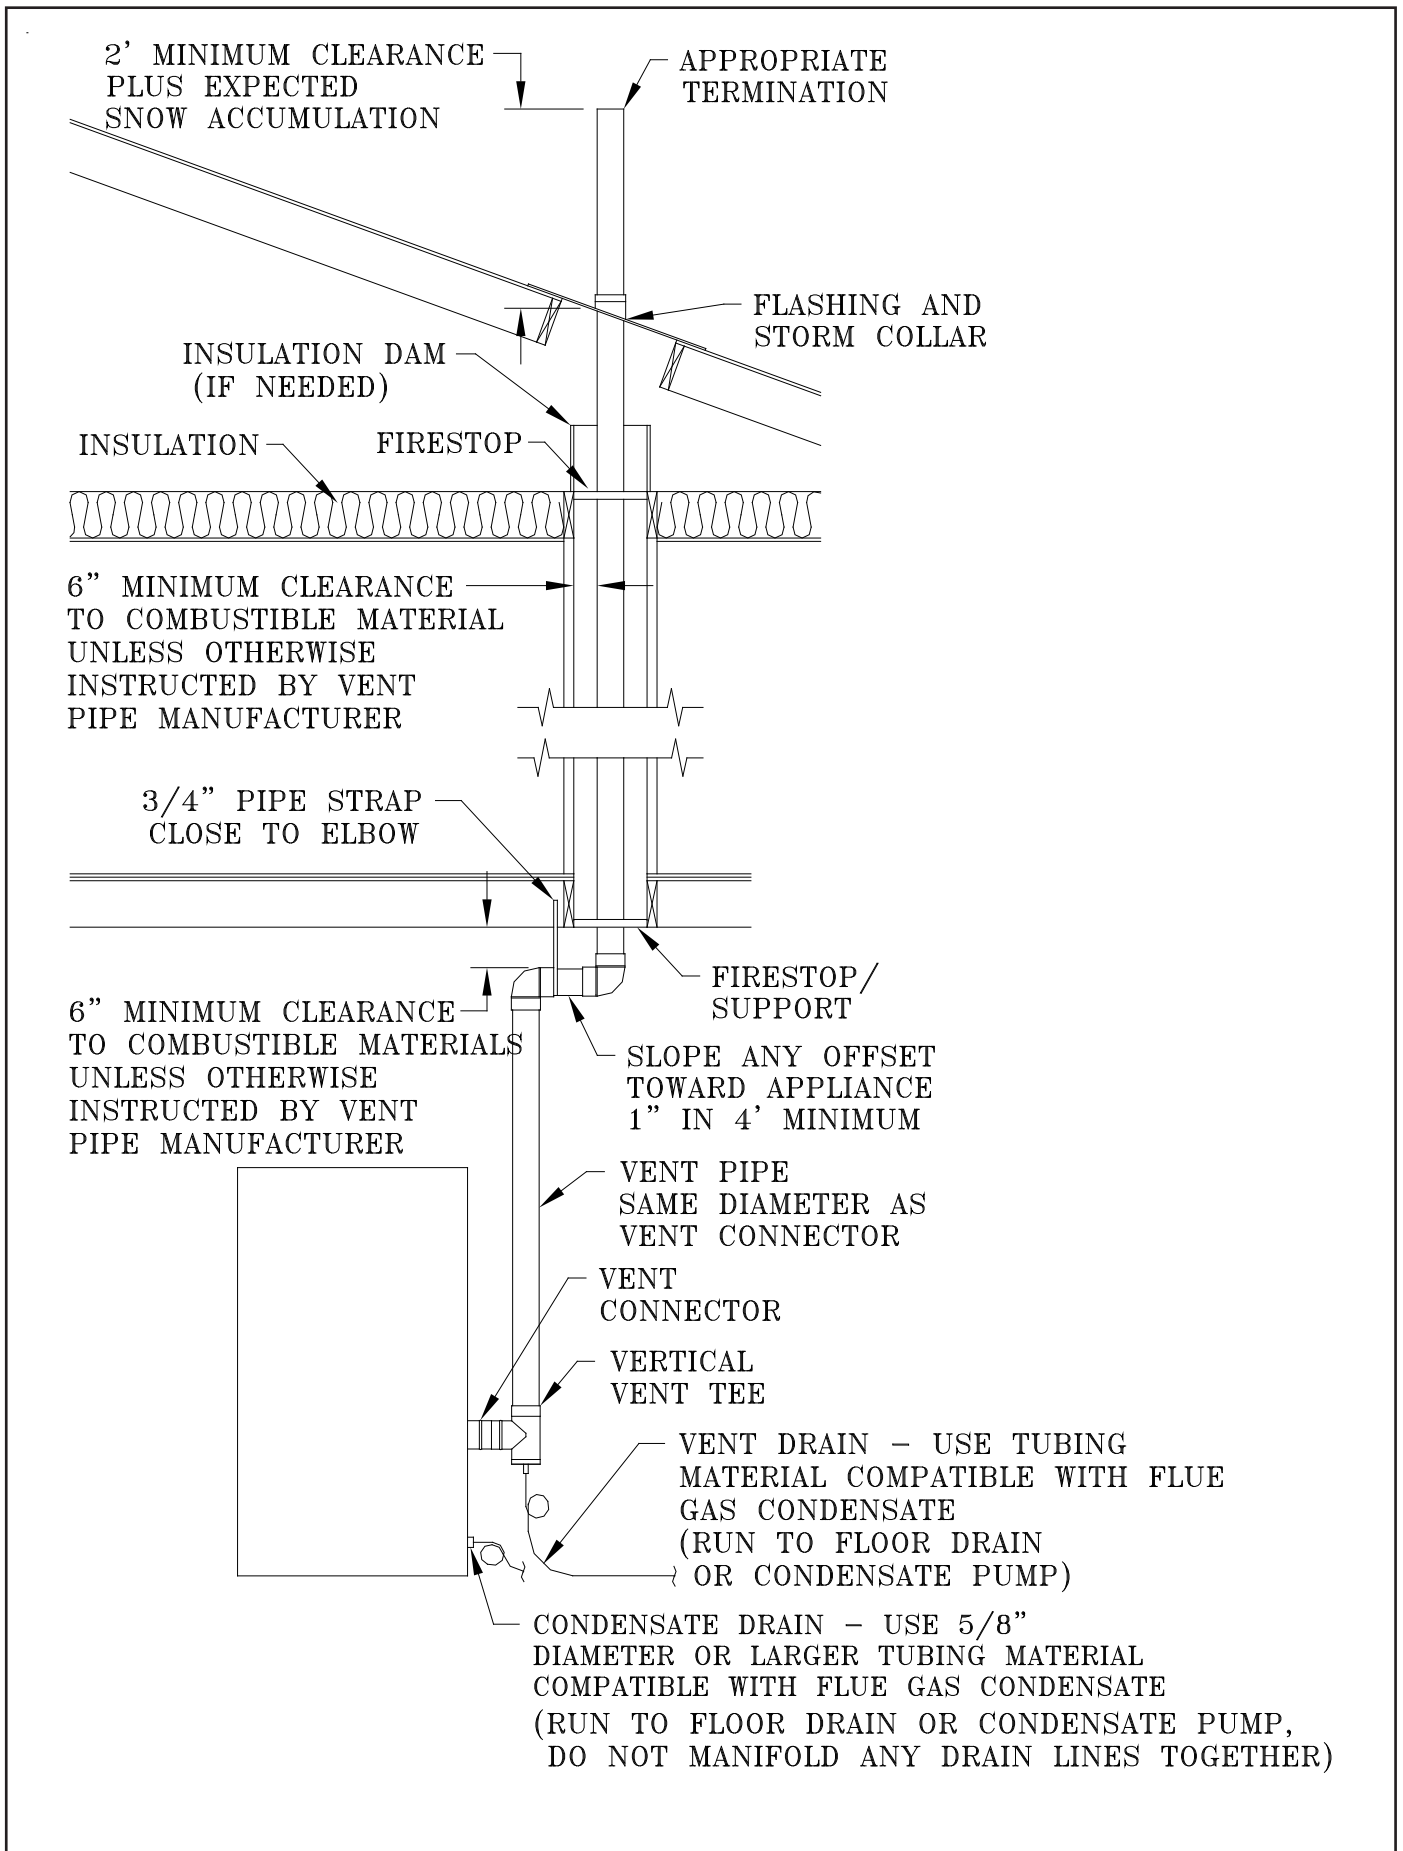 2’ MINIMUM CLEARANCE
PLUS EXPECTED
SNOW ACCUMULATION
APPROPRIATE
TERMINATION
FLASHING AND
STORM COLLAR
INSULATION DAM
(IF NEEDED)
INSULATION
FIRESTOP
6” MINIMUM CLEARANCE
TO COMBUSTIBLE MATERIAL
UNLESS OTHERWISE
INSTRUCTED BY VENT
PIPE MANUFACTURER
3/4” PIPE STRAP
CLOSE TO ELBOW
FIRESTOP/
SUPPORT
6” MINIMUM CLEARANCE
TO COMBUSTIBLE MATERIALS
UNLESS OTHERWISE
INSTRUCTED BY VENT
PIPE MANUFACTURER
SLOPE ANY OFFSET
TOWARD APPLIANCE
1” IN 4’ MINIMUM
VENT PIPE
SAME DIAMETER AS
VENT CONNECTOR
VENT
CONNECTOR
VERTICAL
VENT TEE
VENT DRAIN – USE TUBING
MATERIAL COMPATIBLE WITH FLUE
GAS CONDENSATE
(RUN TO FLOOR DRAIN
OR CONDENSATE PUMP)
CONDENSATE DRAIN – USE 5/8”
DIAMETER OR LARGER TUBING MATERIAL
COMPATIBLE WITH FLUE GAS CONDENSATE
(RUN TO FLOOR DRAIN OR CONDENSATE PUMP,
DO NOT MANIFOLD ANY DRAIN LINES TOGETHER)